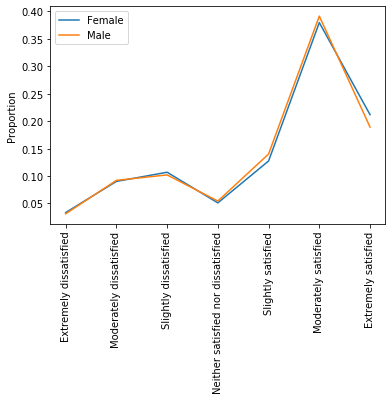 0.40
0.35
0.30
0.25
0.20
0.15
0.10
0.05
Proportion
Female
Male
Extremely dissatisfied
Moderately dissatisfied
Slightly dissatisfied
Neither satisfied nor dissatisfied
Slightly satisfied
Moderately satisfied
Extremely satisfied